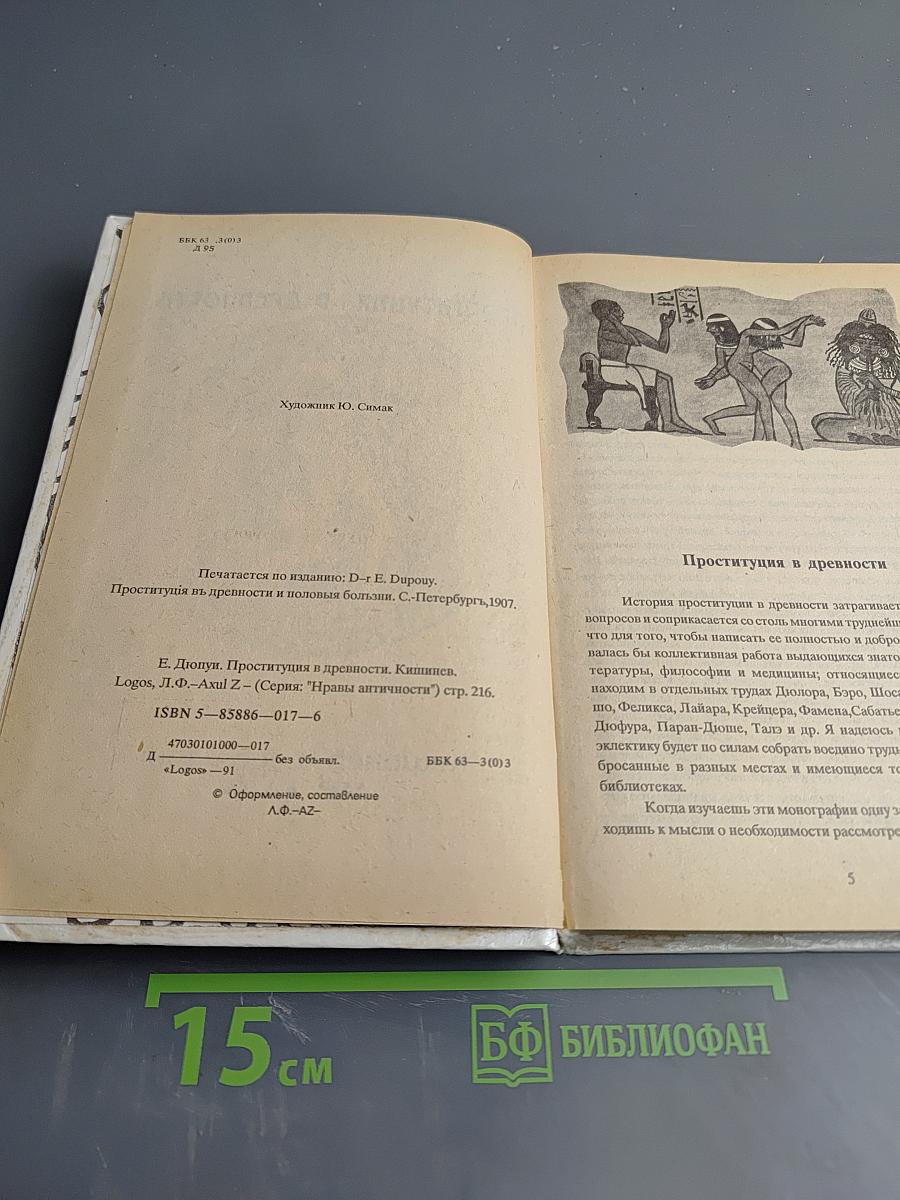 ББК 63 .3(0)3
Д 95
Художник Ю. Симак
Печатается по изданию: D–r E. Dupouy.
Проституція въ древности и половыя болѣзни. С.-Петербургъ,1907.
Е. Дюпуи. Проституция в древности. Кишинев.
Logos, Л.Ф.–Axul Z – (Серия: "Нравы античности") стр. 216.
ISBN 5—85886—017—6
Д 47030101000—017 без объявл. ББК 63—3(0)3
«Logos»—91
© Оформление, составление
Л.Ф.–AZ–
Проституция в древности
История проституции в древности затрагивает
вопросов и соприкасается со столь многими труднейш
что для того, чтобы написать ее полностью и добро
валась бы коллективная работа выдающихся знато
тературы, философии и медицины; относящиес
находим в отдельных трудах Дюлора, Бэро, Шоса
шо, Феликса, Лайара, Крейцера, Фамена,Сабатье
Дюфура, Паран-Дюше, Талэ и др. Я надеюсь
эклектику будет по силам собрать воедино труды
бросанные в разных местах и имеющиеся то
библиотеках.
Когда изучаешь эти монографии одну за
ходишь к мысли о необходимости рассмотре
5
15 см
БФ БИБЛИОФАН